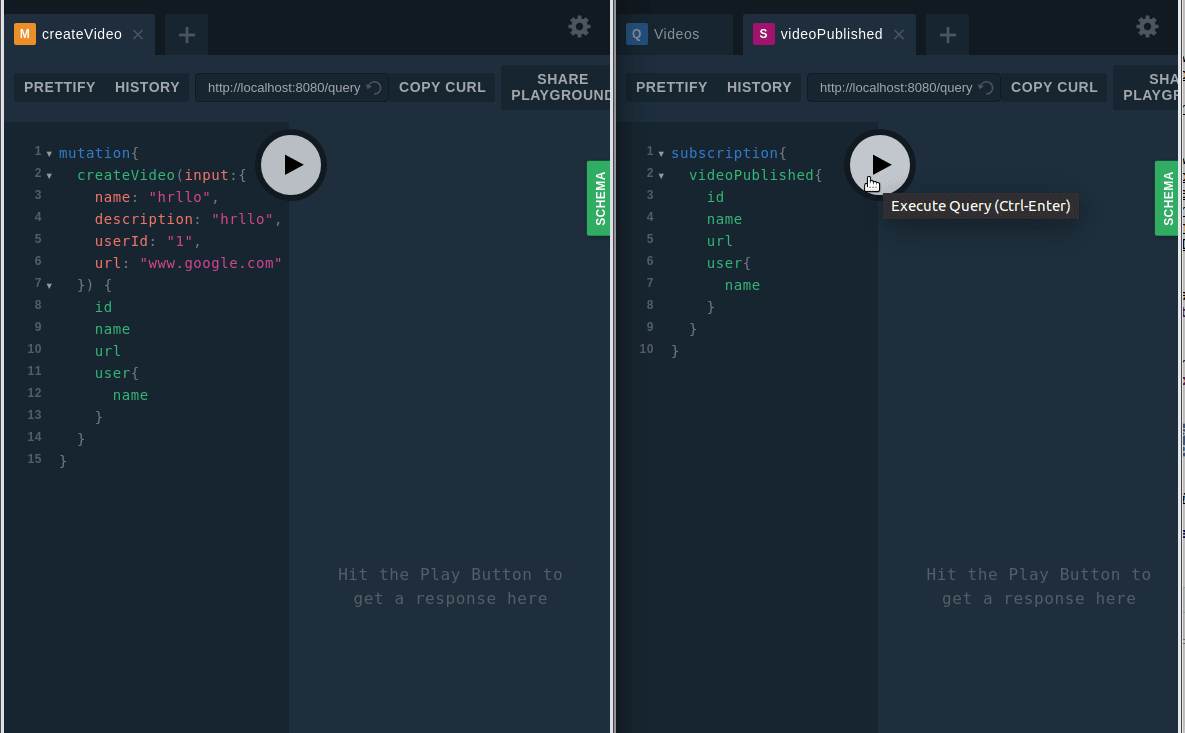 M createVideo
PRETTIFY HISTORY http://localhost:8080/query COPY CURL SHARE PLAYGROUND
1 mutation{
2 createVideo(input:{
3 name: "hrllo",
4 description: "hrllo",
5 userId: "1",
6 url: "www.google.com"
7 }) {
8 id
9 name
10 url
11 user{
12 name
13 }
14 }
15 }
SCHEMA
Hit the Play Button to
get a response here
Q Videos S videoPublished
PRETTIFY HISTORY http://localhost:8080/query COPY CURL SHA
PLAYGR
1 subscription{
2 videoPublished{
3 id
4 name
5 url
6 user{
7 name
8 }
9 }
10 }
Execute Query (Ctrl-Enter)
SCHEMA
Hit the Play Button to
get a response here